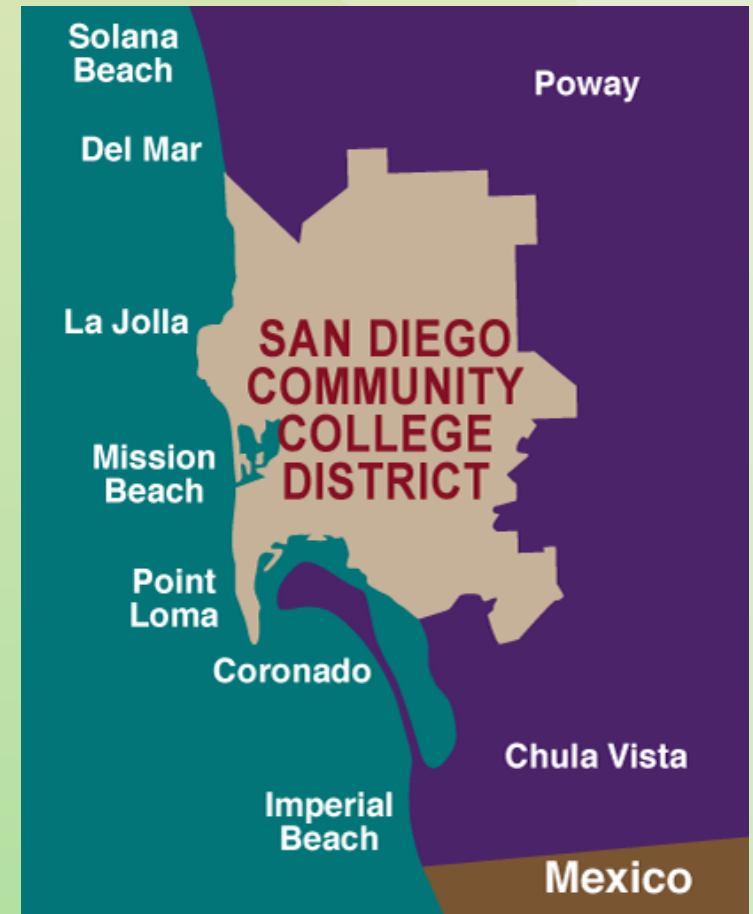 Solana
Beach
Poway
Del Mar
La Jolla
SAN DIEGO
COMMUNITY
COLLEGE
DISTRICT
Mission
Beach
Point
Loma
Coronado
Chula Vista
Imperial
Beach
Mexico